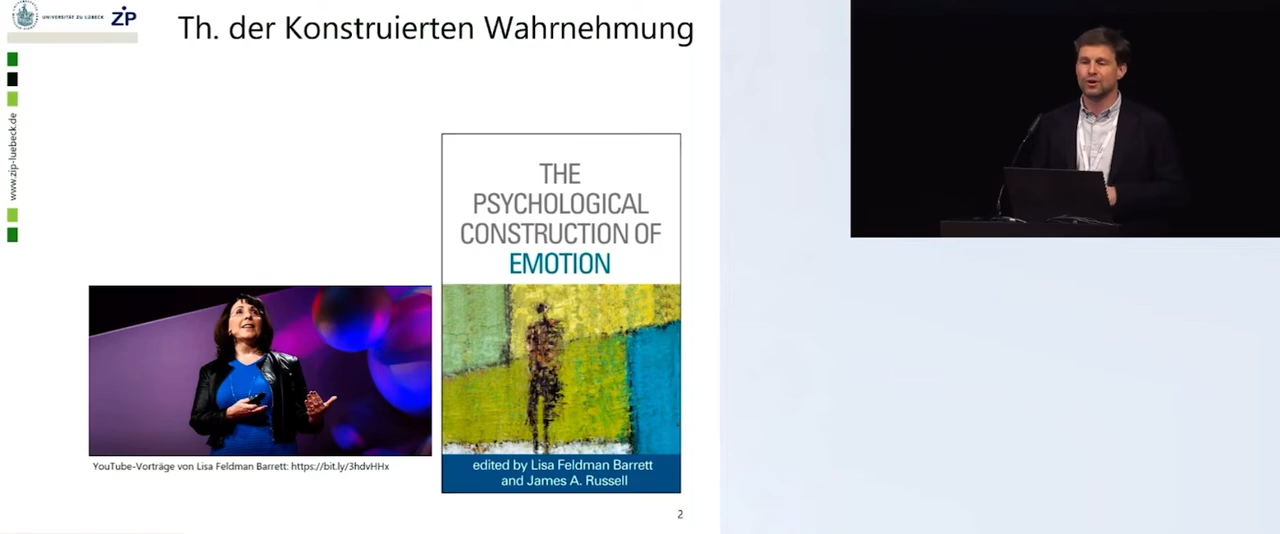 UNIVERSITÄT ZU LÜBECK
ZIP
Th. der Konstruierten Wahrnehmung
www.zip-luebeck.de
THE
PSYCHOLOGICAL
CONSTRUCTION OF
EMOTION
edited by Lisa Feldman Barrett
and James A. Russell
YouTube-Vorträge von Lisa Feldman Barrett: https://bit.ly/3hdvHHx
2